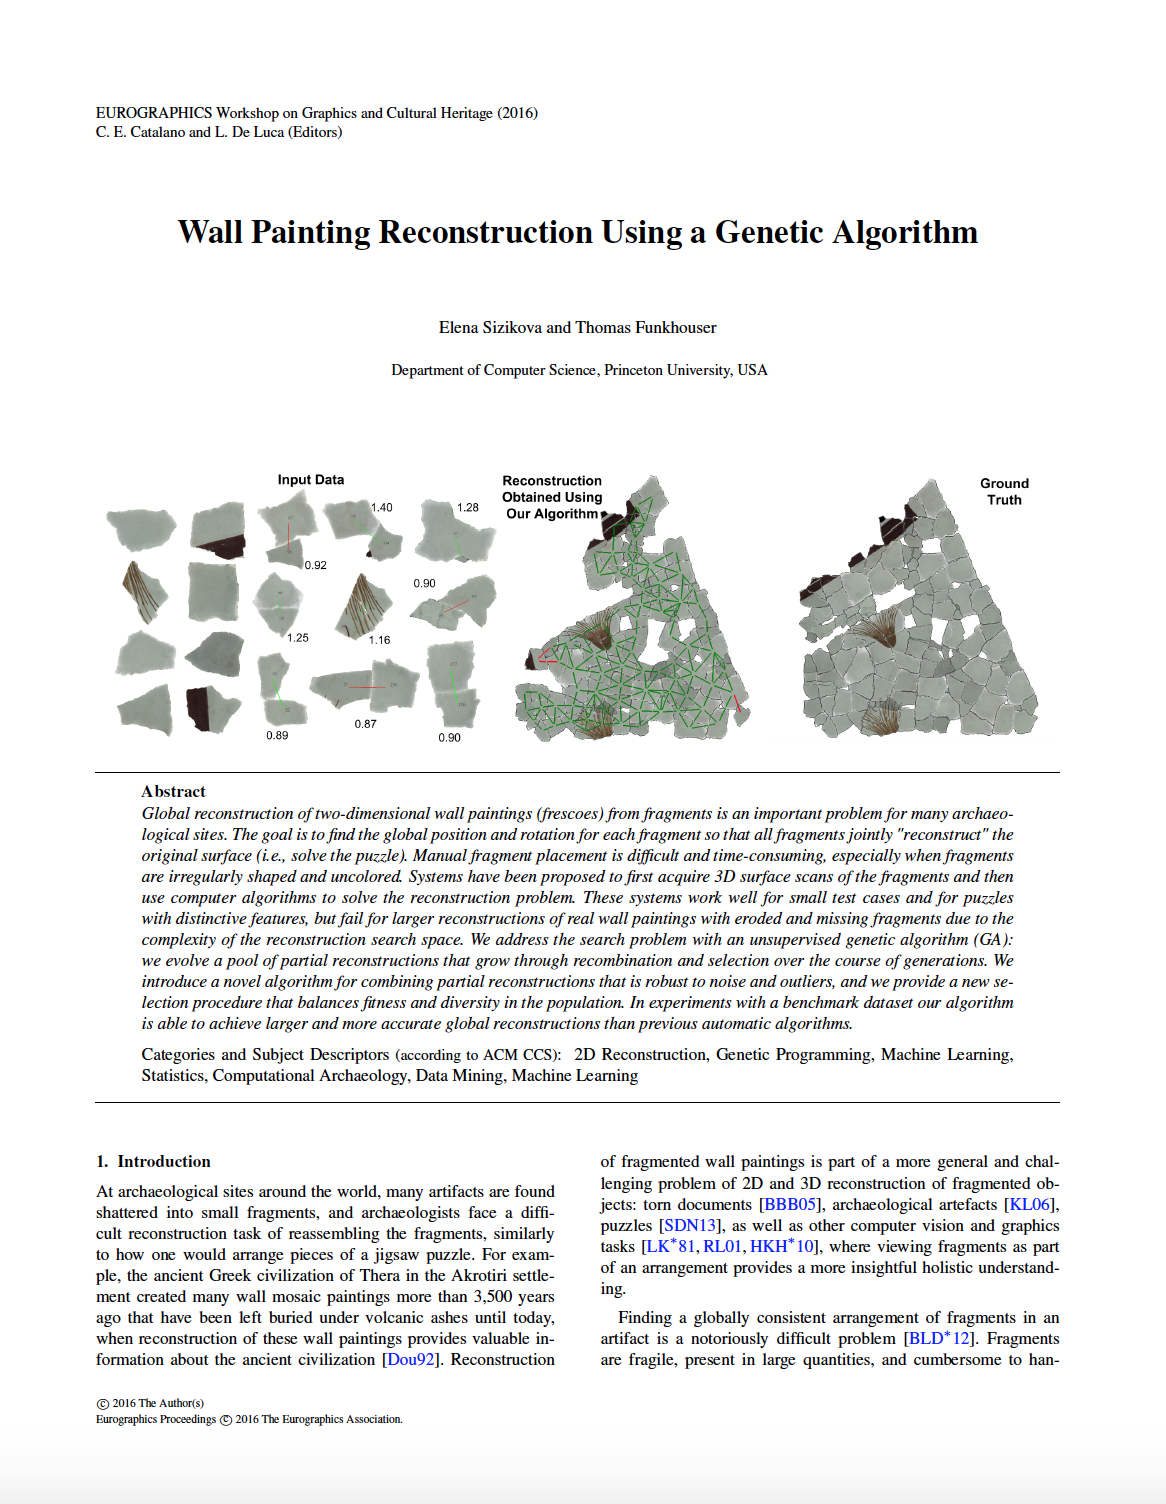 EUROGRAPHICS Workshop on Graphics and Cultural Heritage (2016)
C. E. Catalano and L. De Luca (Editors)
Wall Painting Reconstruction Using a Genetic Algorithm
Elena Sizikova and Thomas Funkhouser
Department of Computer Science, Princeton University, USA
Input Data
1.40
1.28
0.92
0.90
1.25
1.16
0.89
0.87
0.90
Reconstruction
Obtained Using
Our Algorithm
Ground
Truth
Abstract
Global reconstruction of two-dimensional wall paintings (frescoes) from fragments is an important problem for many archaeo-
logical sites. The goal is to find the global position and rotation for each fragment so that all fragments jointly "reconstruct" the
original surface (i.e., solve the puzzle). Manual fragment placement is difficult and time-consuming, especially when fragments
are irregularly shaped and uncolored. Systems have been proposed to first acquire 3D surface scans of the fragments and then
use computer algorithms to solve the reconstruction problem. These systems work well for small test cases and for puzzles
with distinctive features, but fail for larger reconstructions of real wall paintings with eroded and missing fragments due to the
complexity of the reconstruction search space. We address the search problem with an unsupervised genetic algorithm (GA):
we evolve a pool of partial reconstructions that grow through recombination and selection over the course of generations. We
introduce a novel algorithm for combining partial reconstructions that is robust to noise and outliers, and we provide a new se-
lection procedure that balances fitness and diversity in the population. In experiments with a benchmark dataset our algorithm
is able to achieve larger and more accurate global reconstructions than previous automatic algorithms.
Categories and Subject Descriptors (according to ACM CCS): 2D Reconstruction, Genetic Programming, Machine Learning,
Statistics, Computational Archaeology, Data Mining, Machine Learning
1. Introduction
At archaeological sites around the world, many artifacts are found
shattered into small fragments, and archaeologists face a diffi-
cult reconstruction task of reassembling the fragments, similarly
to how one would arrange pieces of a jigsaw puzzle. For exam-
ple, the ancient Greek civilization of Thera in the Akrotiri settle-
ment created many wall mosaic paintings more than 3,500 years
ago that have been left buried under volcanic ashes until today,
when reconstruction of these wall paintings provides valuable in-
formation about the ancient civilization [Dou92]. Reconstruction
of fragmented wall paintings is part of a more general and chal-
lenging problem of 2D and 3D reconstruction of fragmented ob-
jects: torn documents [BBB05], archaeological artefacts [KL06],
puzzles [SDN13], as well as other computer vision and graphics
tasks [LK*81, RL01, HKH*10], where viewing fragments as part
of an arrangement provides a more insightful holistic understand-
ing.
Finding a globally consistent arrangement of fragments in an
artifact is a notoriously difficult problem [BLD*12]. Fragments
are fragile, present in large quantities, and cumbersome to han-
© 2016 The Author(s)
Eurographics Proceedings © 2016 The Eurographics Association.